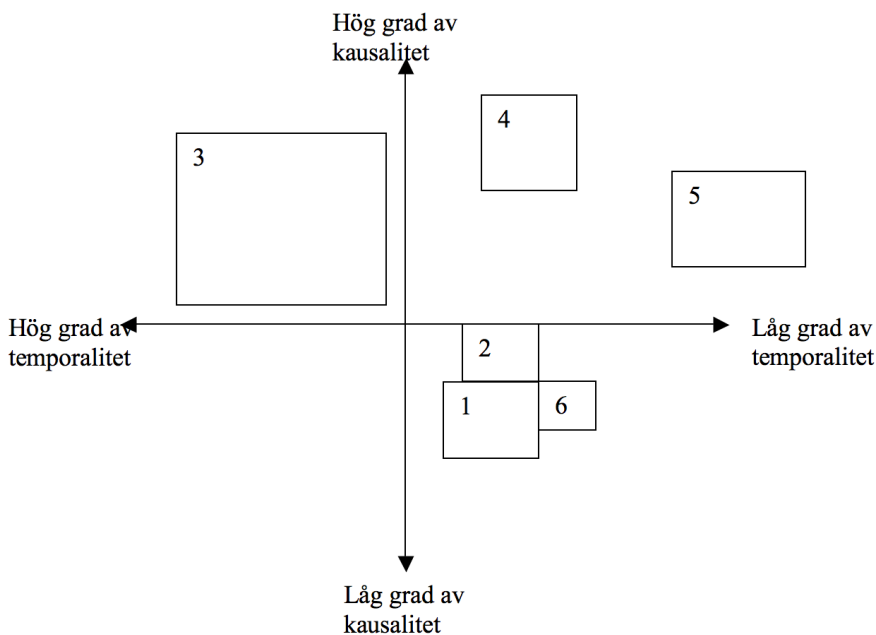 Hög grad av
kausalitet
4
3
5
Hög grad av
temporalitet
Låg grad av
temporalitet
2
1
6
Låg grad av
kausalitet